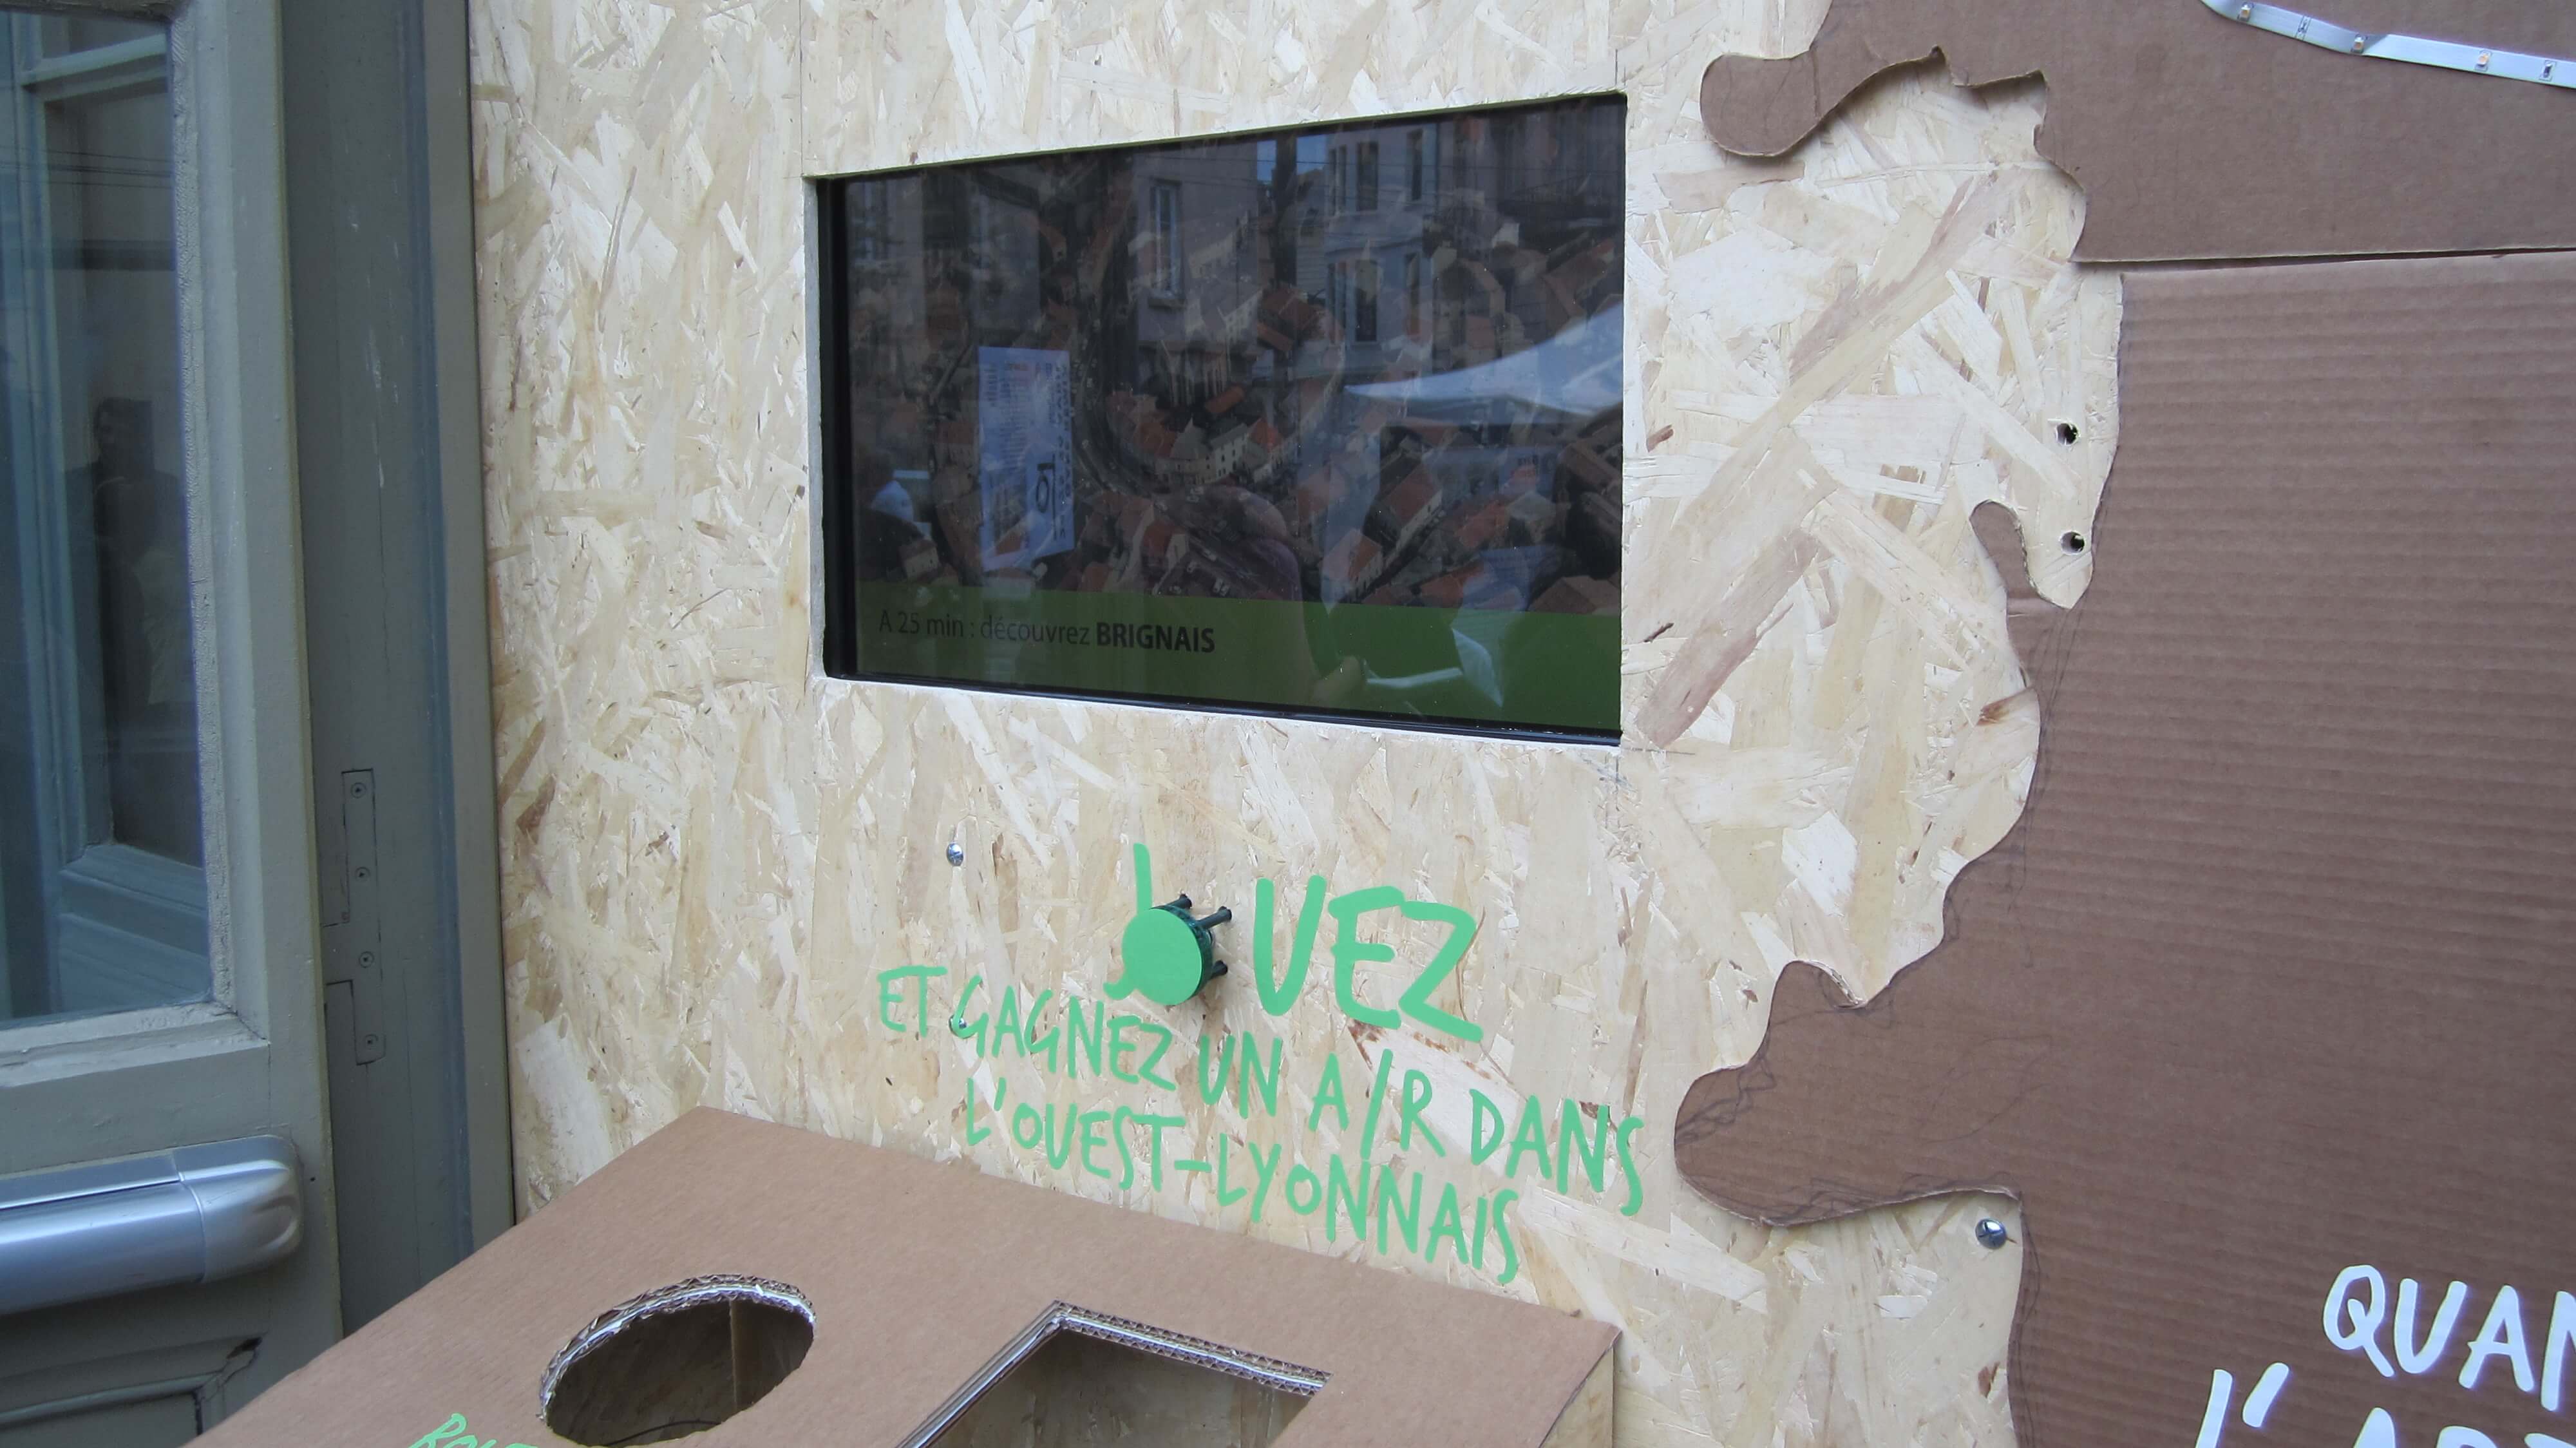 A 25 min : découvrez BRIGNAIS
JOUEZ
ET GAGNEZ UN A/R DANS
L'OUEST-LYONNAIS
QUAN